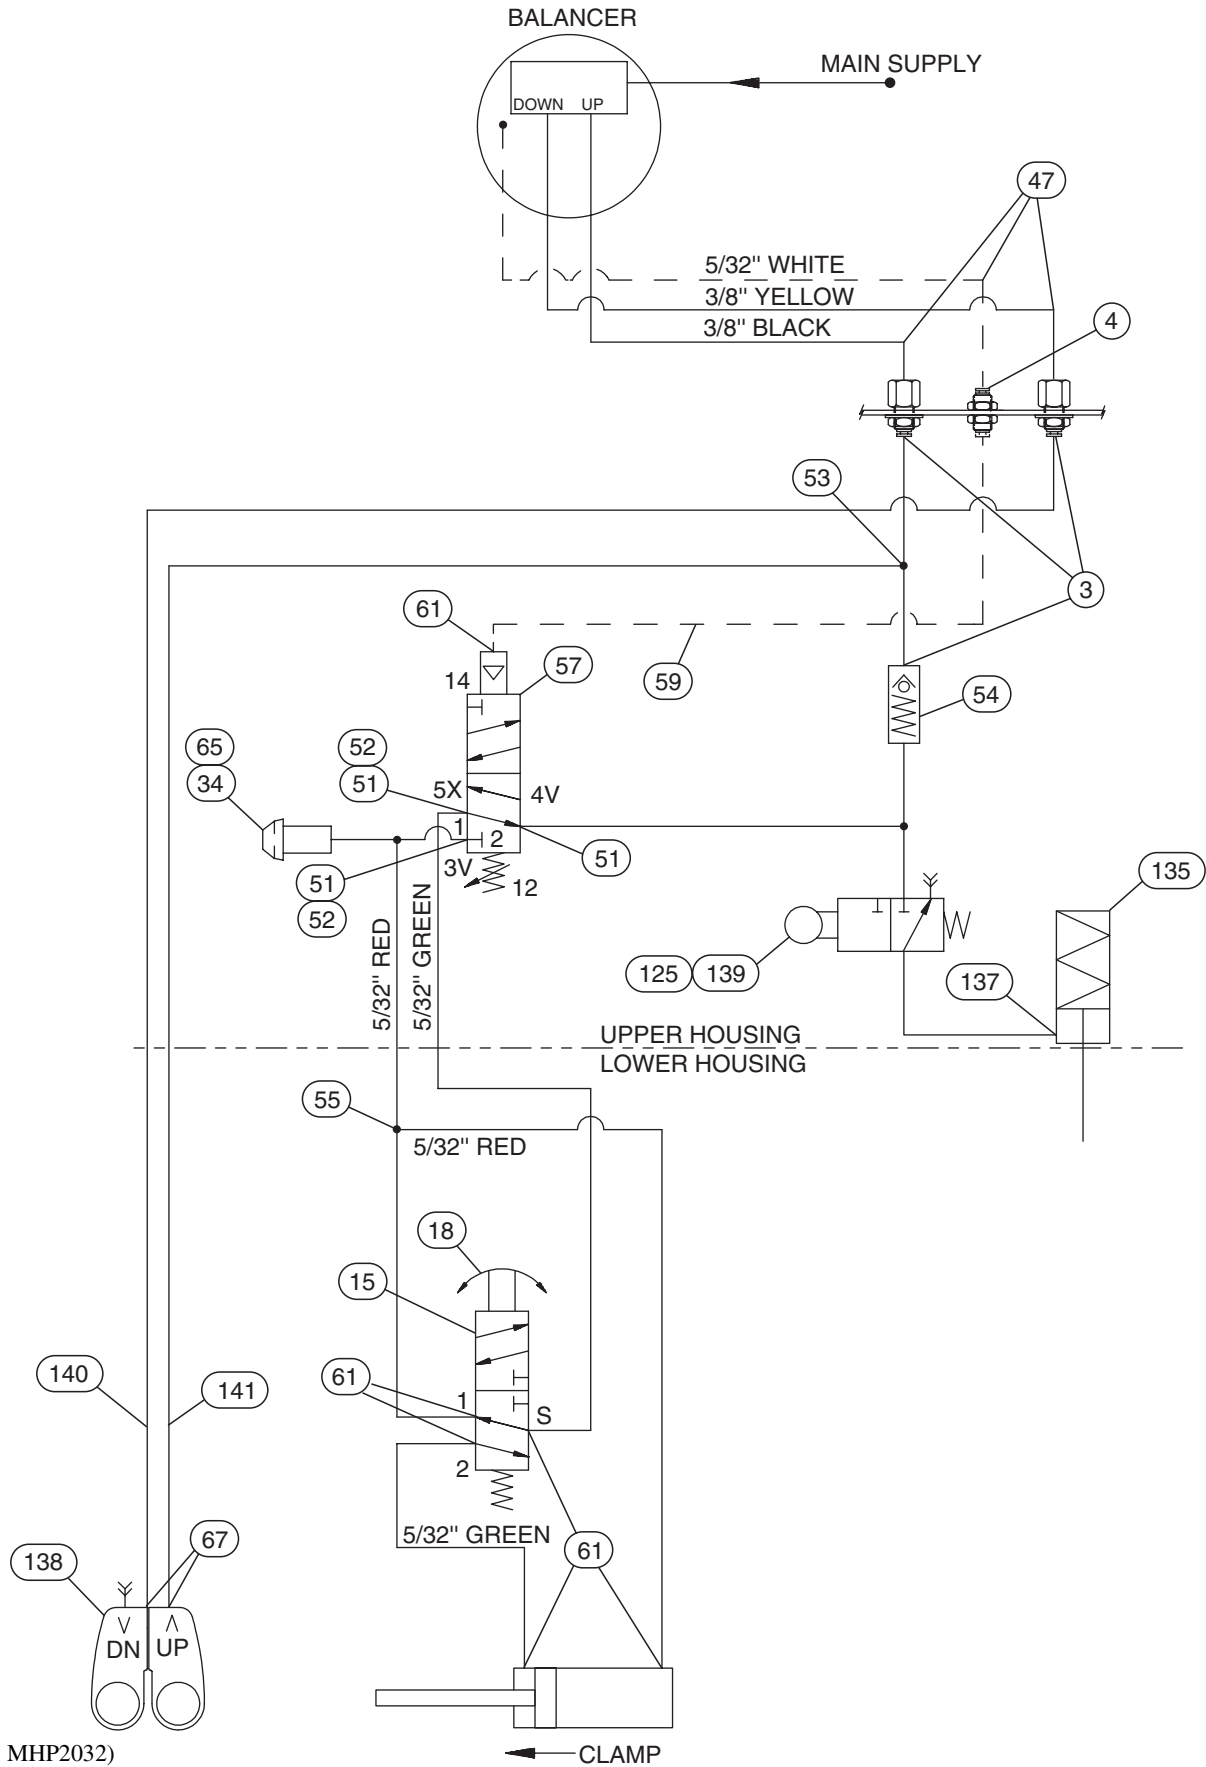 BALANCER
MAIN SUPPLY
DOWN UP
47
5/32" WHITE
3/8" YELLOW
3/8" BLACK
4
53
3
61
14
57
59
54
65
34
52
51
5X
4V
1
2
51
51
52
3V
12
135
5/32" RED
5/32" GREEN
125
139
137
UPPER HOUSING
LOWER HOUSING
55
5/32" RED
18
15
140
141
61
1
S
2
5/32" GREEN
67
61
138
DN
UP
MHP2032)
CLAMP